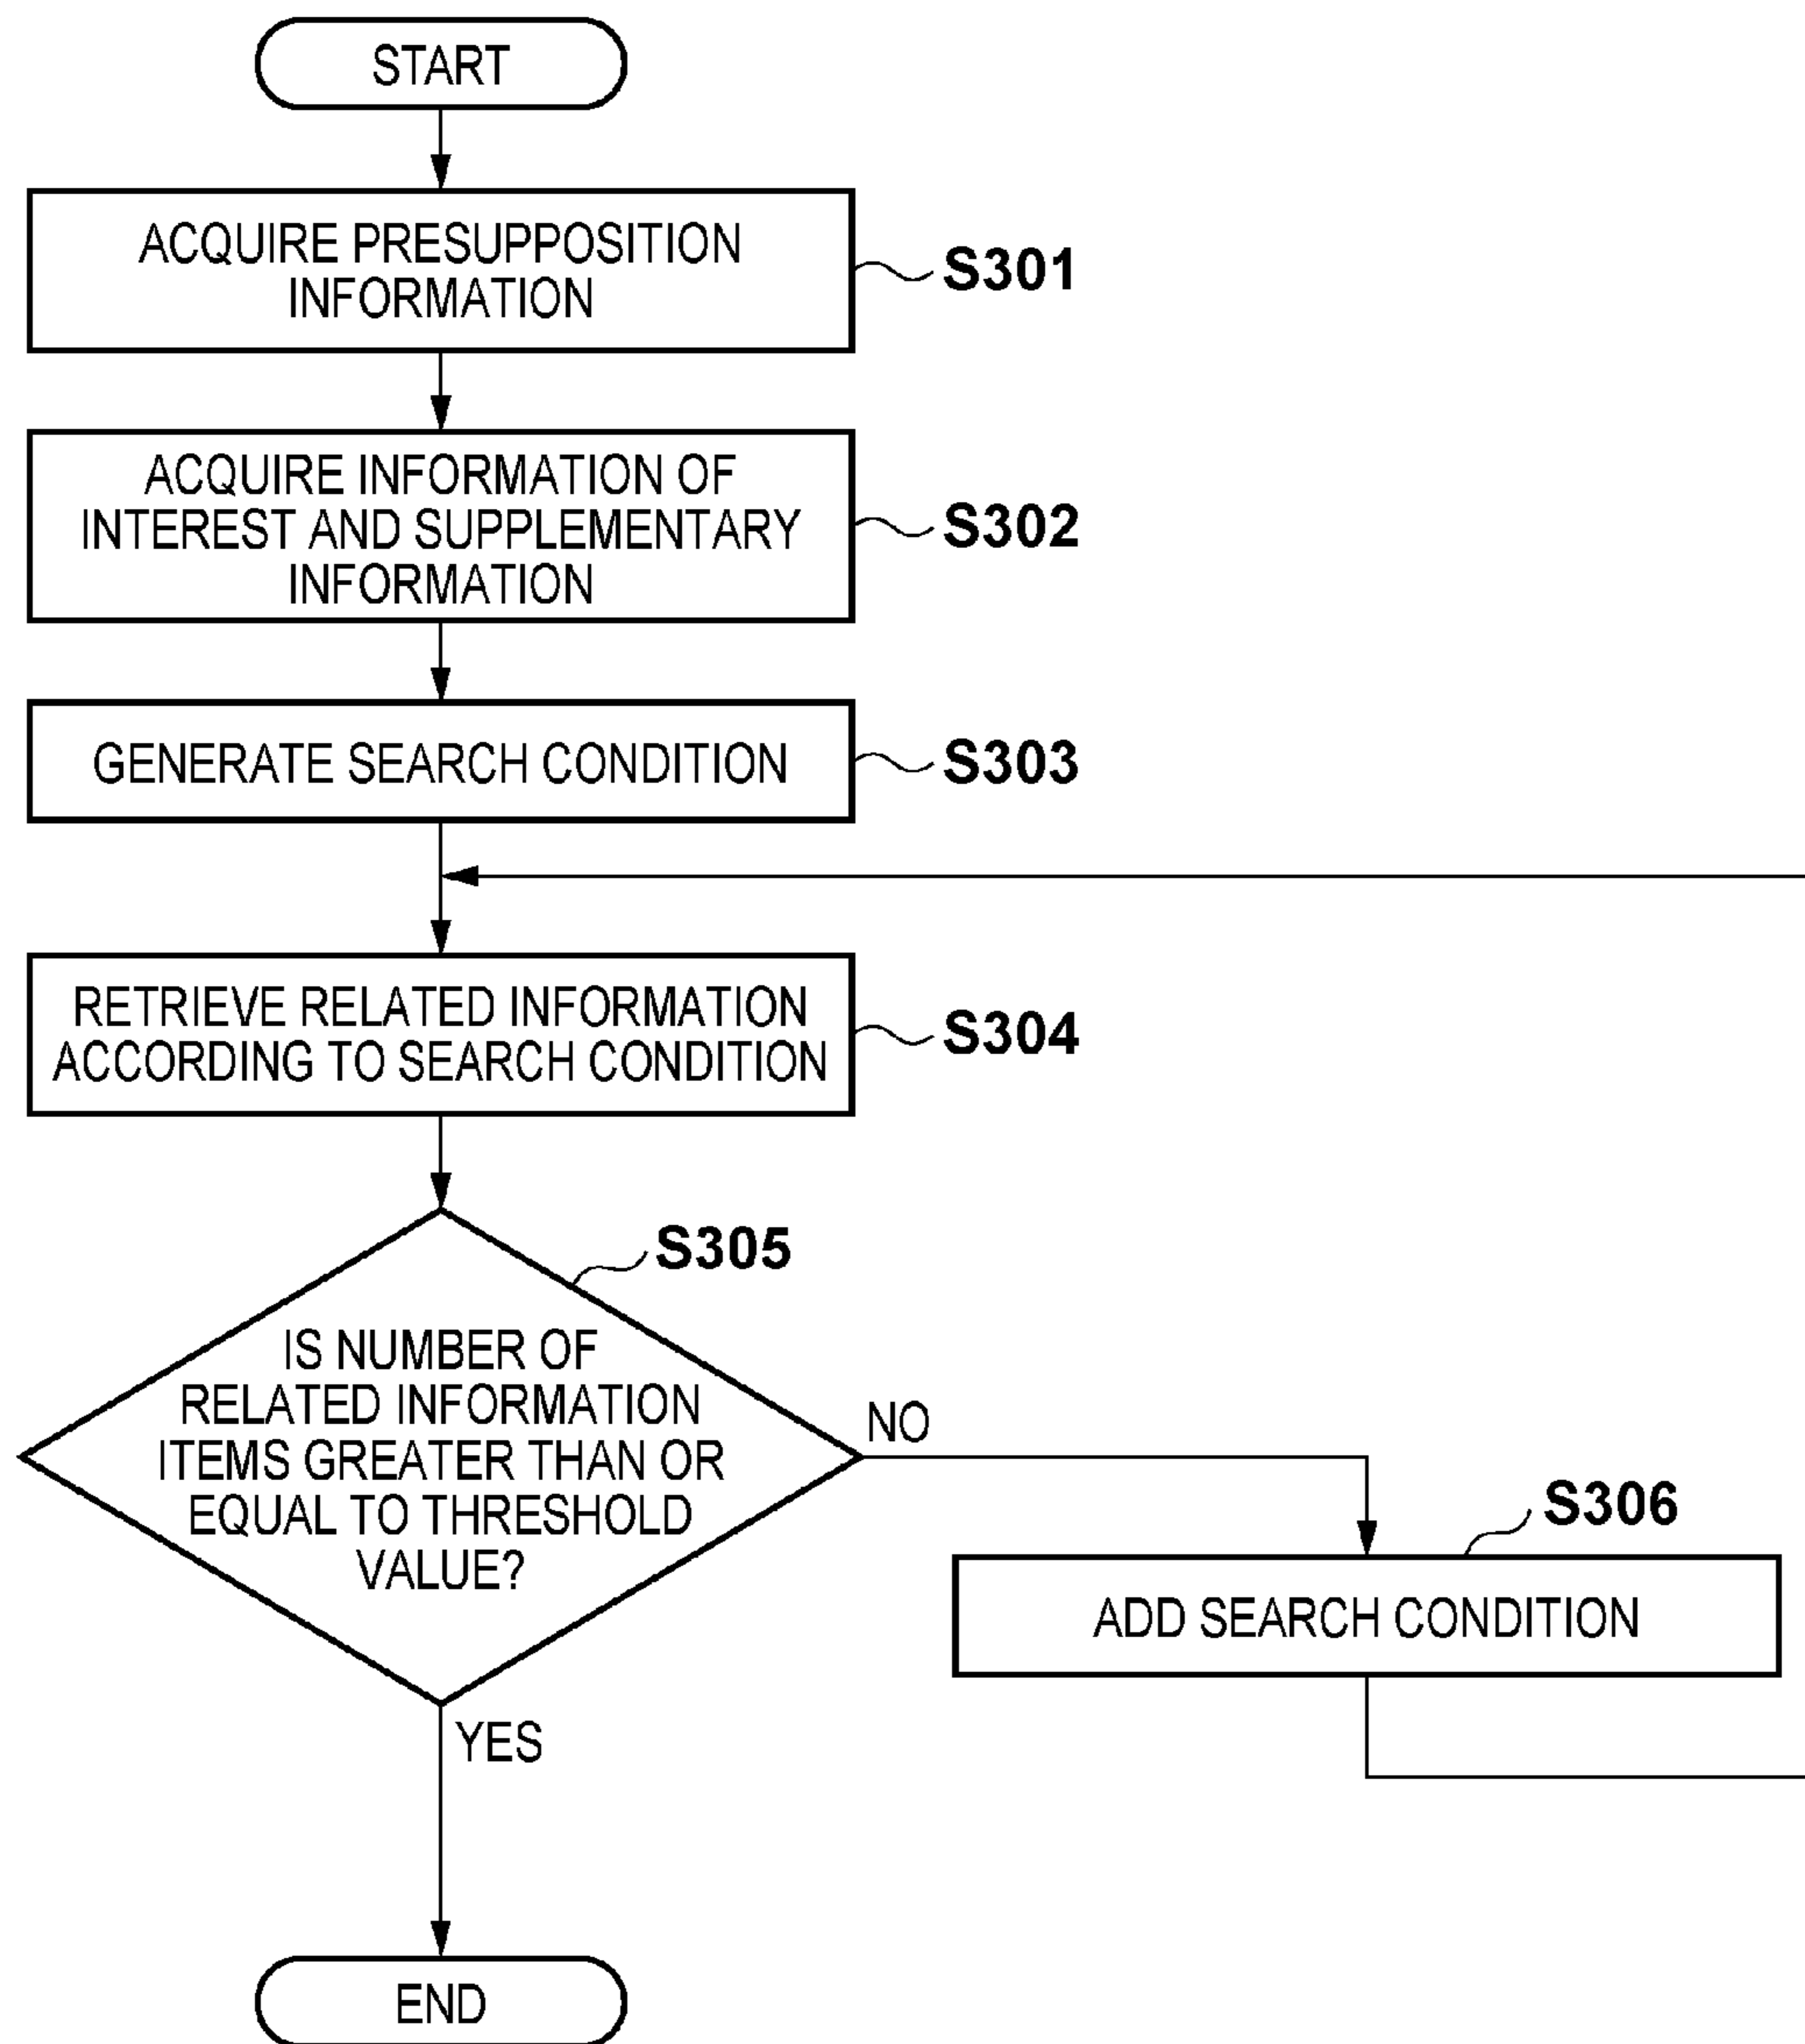 START
ACQUIRE PRESUPPOSITION
INFORMATION
S301
ACQUIRE INFORMATION OF
INTEREST AND SUPPLEMENTARY
INFORMATION
S302
GENERATE SEARCH CONDITION
S303
RETRIEVE RELATED INFORMATION
ACCORDING TO SEARCH CONDITION
S304
S305
IS NUMBER OF
RELATED INFORMATION
ITEMS GREATER THAN OR
EQUAL TO THRESHOLD
VALUE?
NO
S306
ADD SEARCH CONDITION
YES
END